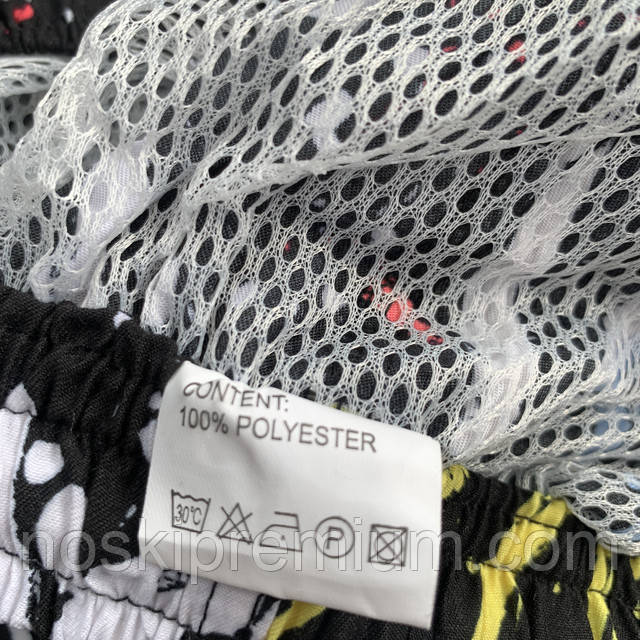 CONTENT:
100% POLYESTER
30°C P
noskipremium.com